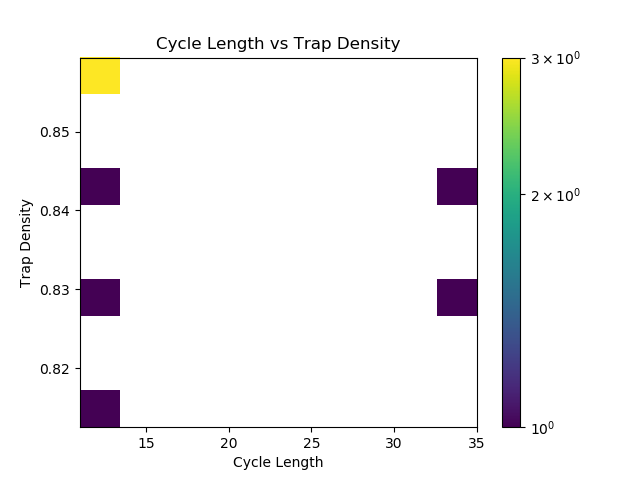 Cycle Length vs Trap Density
Trap Density
0.85
0.84
0.83
0.82
15 20 25 30 35
Cycle Length
3 × 10⁰
2 × 10⁰
10⁰